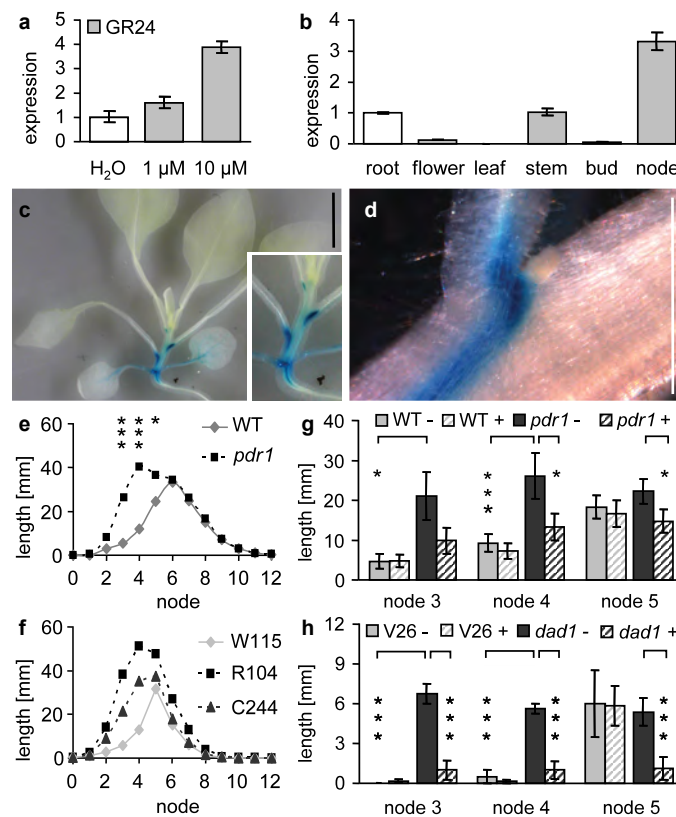 a
GR24
expression
5
4
3
2
1
0
H₂O 1 µM 10 µM
b
expression
4
3
2
1
0
root flower leaf stem bud node
c
d
e
length [mm]
60
40
20
0
WT
pdr1
*** *** *
0 2 4 6 8 10 12
node
f
length [mm]
60
40
20
0
W115
R104
C244
0 2 4 6 8 10 12
node
g
length [mm]
40
30
20
10
0
WT - WT + pdr1 - pdr1 +
* *** * *
node 3 node 4 node 5
h
length [mm]
12
9
6
3
0
V26 - V26 + dad1 - dad1 +
*** *** *** *** ***
node 3 node 4 node 5